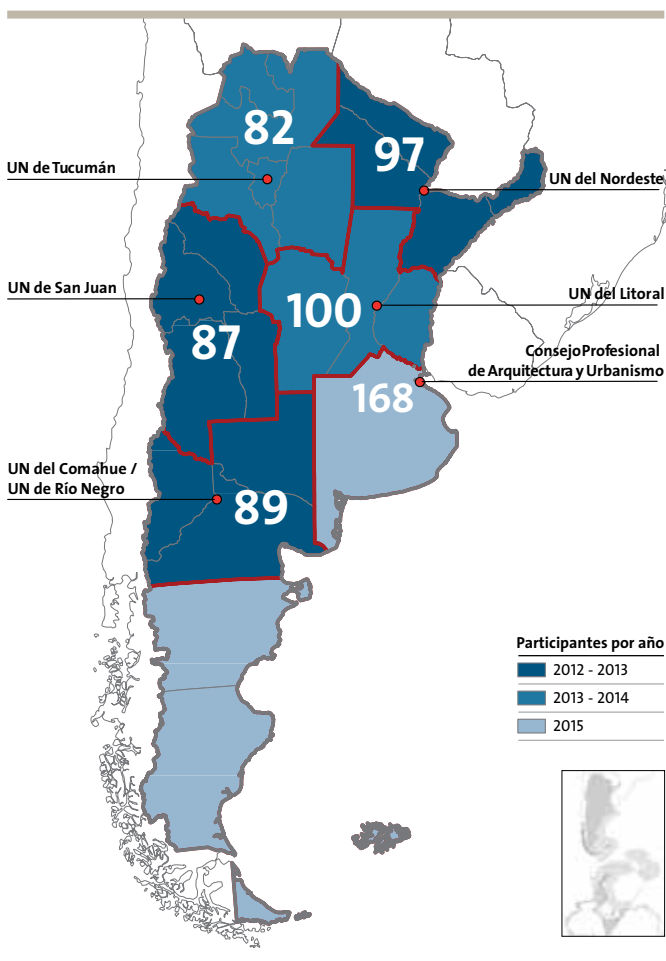 82
97
UN de Tucumán
UN del Nordeste
UN de San Juan
UN del Litoral
100
87
Consejo Profesional
de Arquitectura y Urbanismo
168
UN del Comahue /
UN de Río Negro
89
Participantes por año
2012 - 2013
2013 - 2014
2015